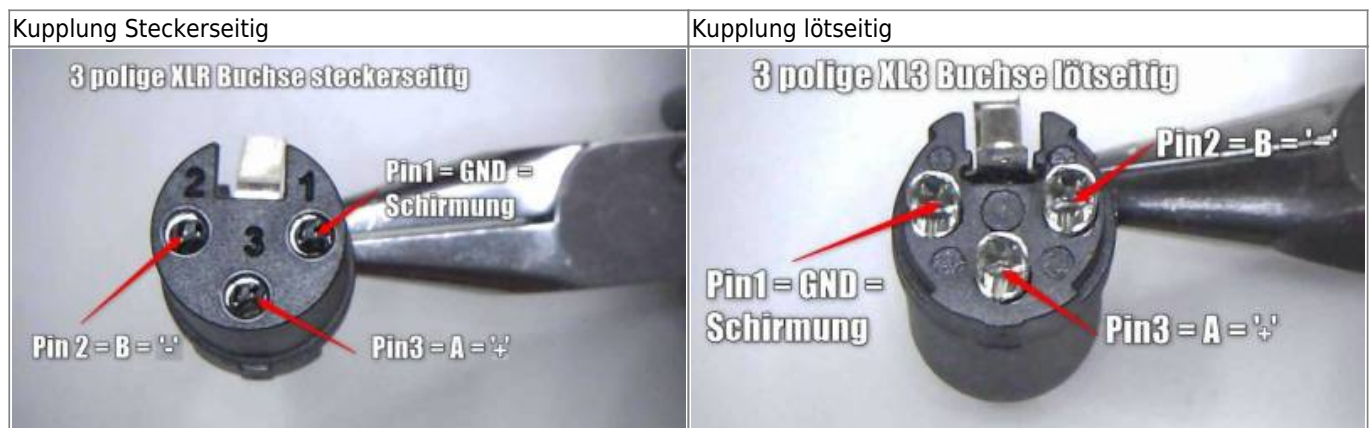 Kupplung Steckerseitig
Kupplung lötseitig
3 polige XLR Buchse steckerseitig
2
1
3
Pin1 = GND =
Schirmung
Pin 2 = B = '-'
Pin3 = A = '+'
3 polige XL3 Buchse lötseitig
Pin2 = B = '-'
Pin1 = GND =
Schirmung
Pin3 = A = '+'